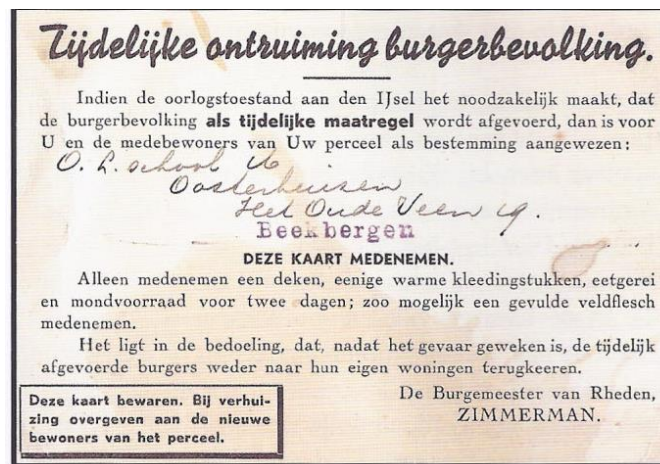 Tijdelijke ontruiming burgerbevolking.
Indien de oorlogstoestand aan den IJsel het noodzakelijk maakt, dat
de burgerbevolking als tijdelijke maatregel wordt afgevoerd, dan is voor
U en de medebewoners van Uw perceel als bestemming aangewezen:
O. L. school te
Oosterhuisen
Het Oude Veen 19.
Beekbergen
DEZE KAART MEDENEMEN.
Alleen medenemen een deken, eenige warme kleedingstukken, eetgerei
en mondvoorraad voor twee dagen; zoo mogelijk een gevulde veldflesch
medenemen.
Het ligt in de bedoeling, dat, nadat het gevaar geweken is, de tijdelijk
afgevoerde burgers weder naar hun eigen woningen terugkeeren.
De Burgemeester van Rheden,
ZIMMERMAN.
Deze kaart bewaren. Bij verhui-
zing overgeven aan de nieuwe
bewoners van het perceel.